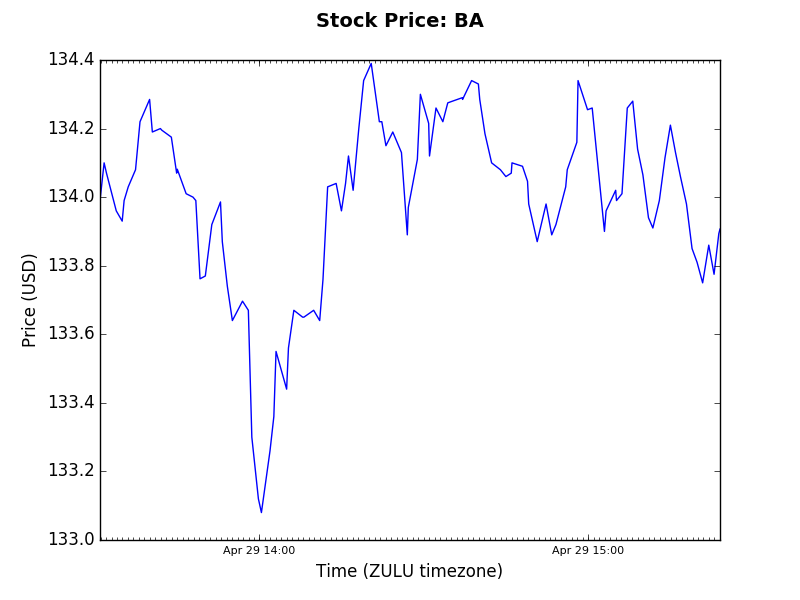 Stock Price: BA
134.4
134.2
134.0
133.8
133.6
133.4
133.2
133.0
Price (USD)
Apr 29 14:00
Apr 29 15:00
Time (ZULU timezone)